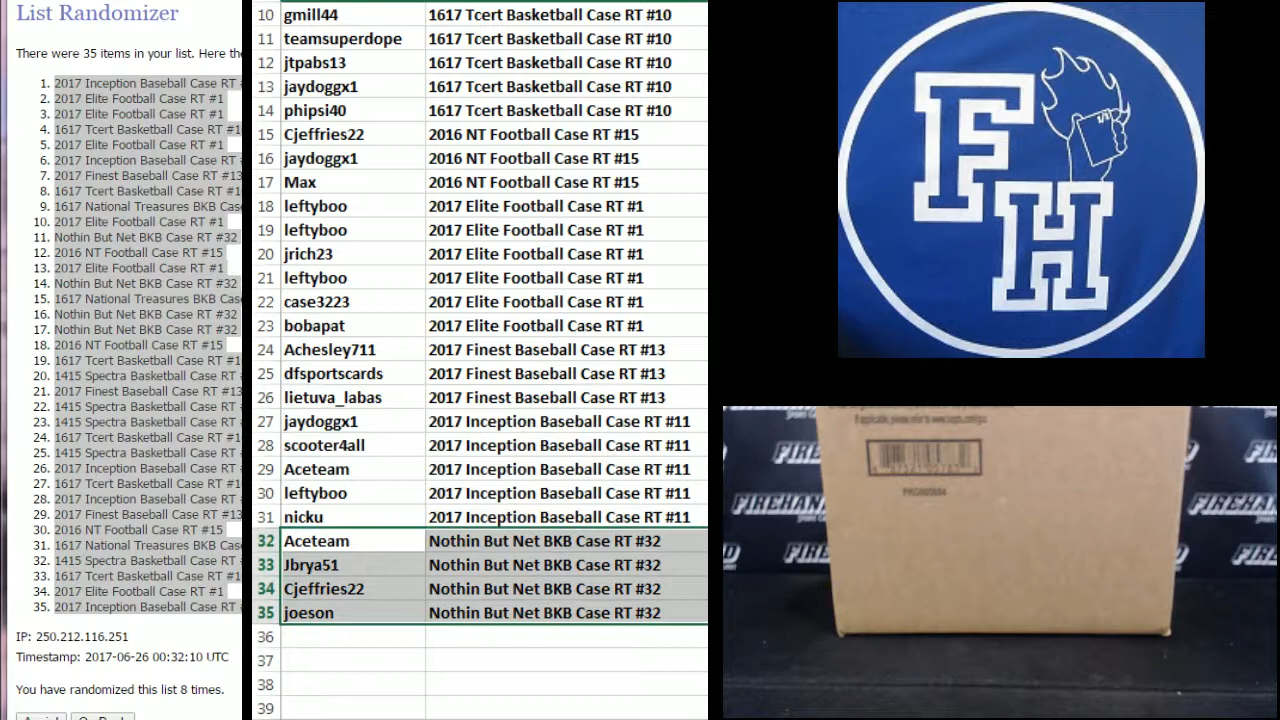 List Randomizer
There were 35 items in your list. Here the
1. 2017 Inception Baseball Case RT
2. 2017 Elite Football Case RT #1
3. 2017 Elite Football Case RT #1
4. 1617 Tcert Basketball Case RT #1
5. 2017 Elite Football Case RT #1
6. 2017 Inception Baseball Case RT
7. 2017 Finest Baseball Case RT #13
8. 1617 Tcert Basketball Case RT #1
9. 1617 National Treasures BKB Case
10. 2017 Elite Football Case RT #1
11. Nothin But Net BKB Case RT #32
12. 2016 NT Football Case RT #15
13. 2017 Elite Football Case RT #1
14. Nothin But Net BKB Case RT #32
15. 1617 National Treasures BKB Case
16. Nothin But Net BKB Case RT #32
17. Nothin But Net BKB Case RT #32
18. 2016 NT Football Case RT #15
19. 1617 Tcert Basketball Case RT #1
20. 1415 Spectra Basketball Case RT
21. 2017 Finest Baseball Case RT #13
22. 1415 Spectra Basketball Case RT
23. 1415 Spectra Basketball Case RT
24. 1617 Tcert Basketball Case RT #1
25. 1415 Spectra Basketball Case RT
26. 2017 Inception Baseball Case RT
27. 1617 Tcert Basketball Case RT #1
28. 2017 Inception Baseball Case RT
29. 2017 Finest Baseball Case RT #13
30. 2016 NT Football Case RT #15
31. 1617 National Treasures BKB Case
32. 1415 Spectra Basketball Case RT
33. 1617 Tcert Basketball Case RT #1
34. 2017 Elite Football Case RT #1
35. 2017 Inception Baseball Case RT
IP: 250.212.116.251
Timestamp: 2017-06-26 00:32:10 UTC
You have randomized this list 8 times.
10 gmill44 1617 Tcert Basketball Case RT #10
11 teamsuperdope 1617 Tcert Basketball Case RT #10
12 jtpabs13 1617 Tcert Basketball Case RT #10
13 jaydoggx1 1617 Tcert Basketball Case RT #10
14 phipsi40 1617 Tcert Basketball Case RT #10
15 Cjeffries22 2016 NT Football Case RT #15
16 jaydoggx1 2016 NT Football Case RT #15
17 Max 2016 NT Football Case RT #15
18 leftyboo 2017 Elite Football Case RT #1
19 leftyboo 2017 Elite Football Case RT #1
20 jrich23 2017 Elite Football Case RT #1
21 leftyboo 2017 Elite Football Case RT #1
22 case3223 2017 Elite Football Case RT #1
23 bobapat 2017 Elite Football Case RT #1
24 Achesley711 2017 Finest Baseball Case RT #13
25 dfsportscards 2017 Finest Baseball Case RT #13
26 lietuva_labas 2017 Finest Baseball Case RT #13
27 jaydoggx1 2017 Inception Baseball Case RT #11
28 scooter4all 2017 Inception Baseball Case RT #11
29 Aceteam 2017 Inception Baseball Case RT #11
30 leftyboo 2017 Inception Baseball Case RT #11
31 nicku 2017 Inception Baseball Case RT #11
32 Aceteam Nothin But Net BKB Case RT #32
33 Jbrya51 Nothin But Net BKB Case RT #32
34 Cjeffries22 Nothin But Net BKB Case RT #32
35 joeson Nothin But Net BKB Case RT #32
36
37
38
39
FH